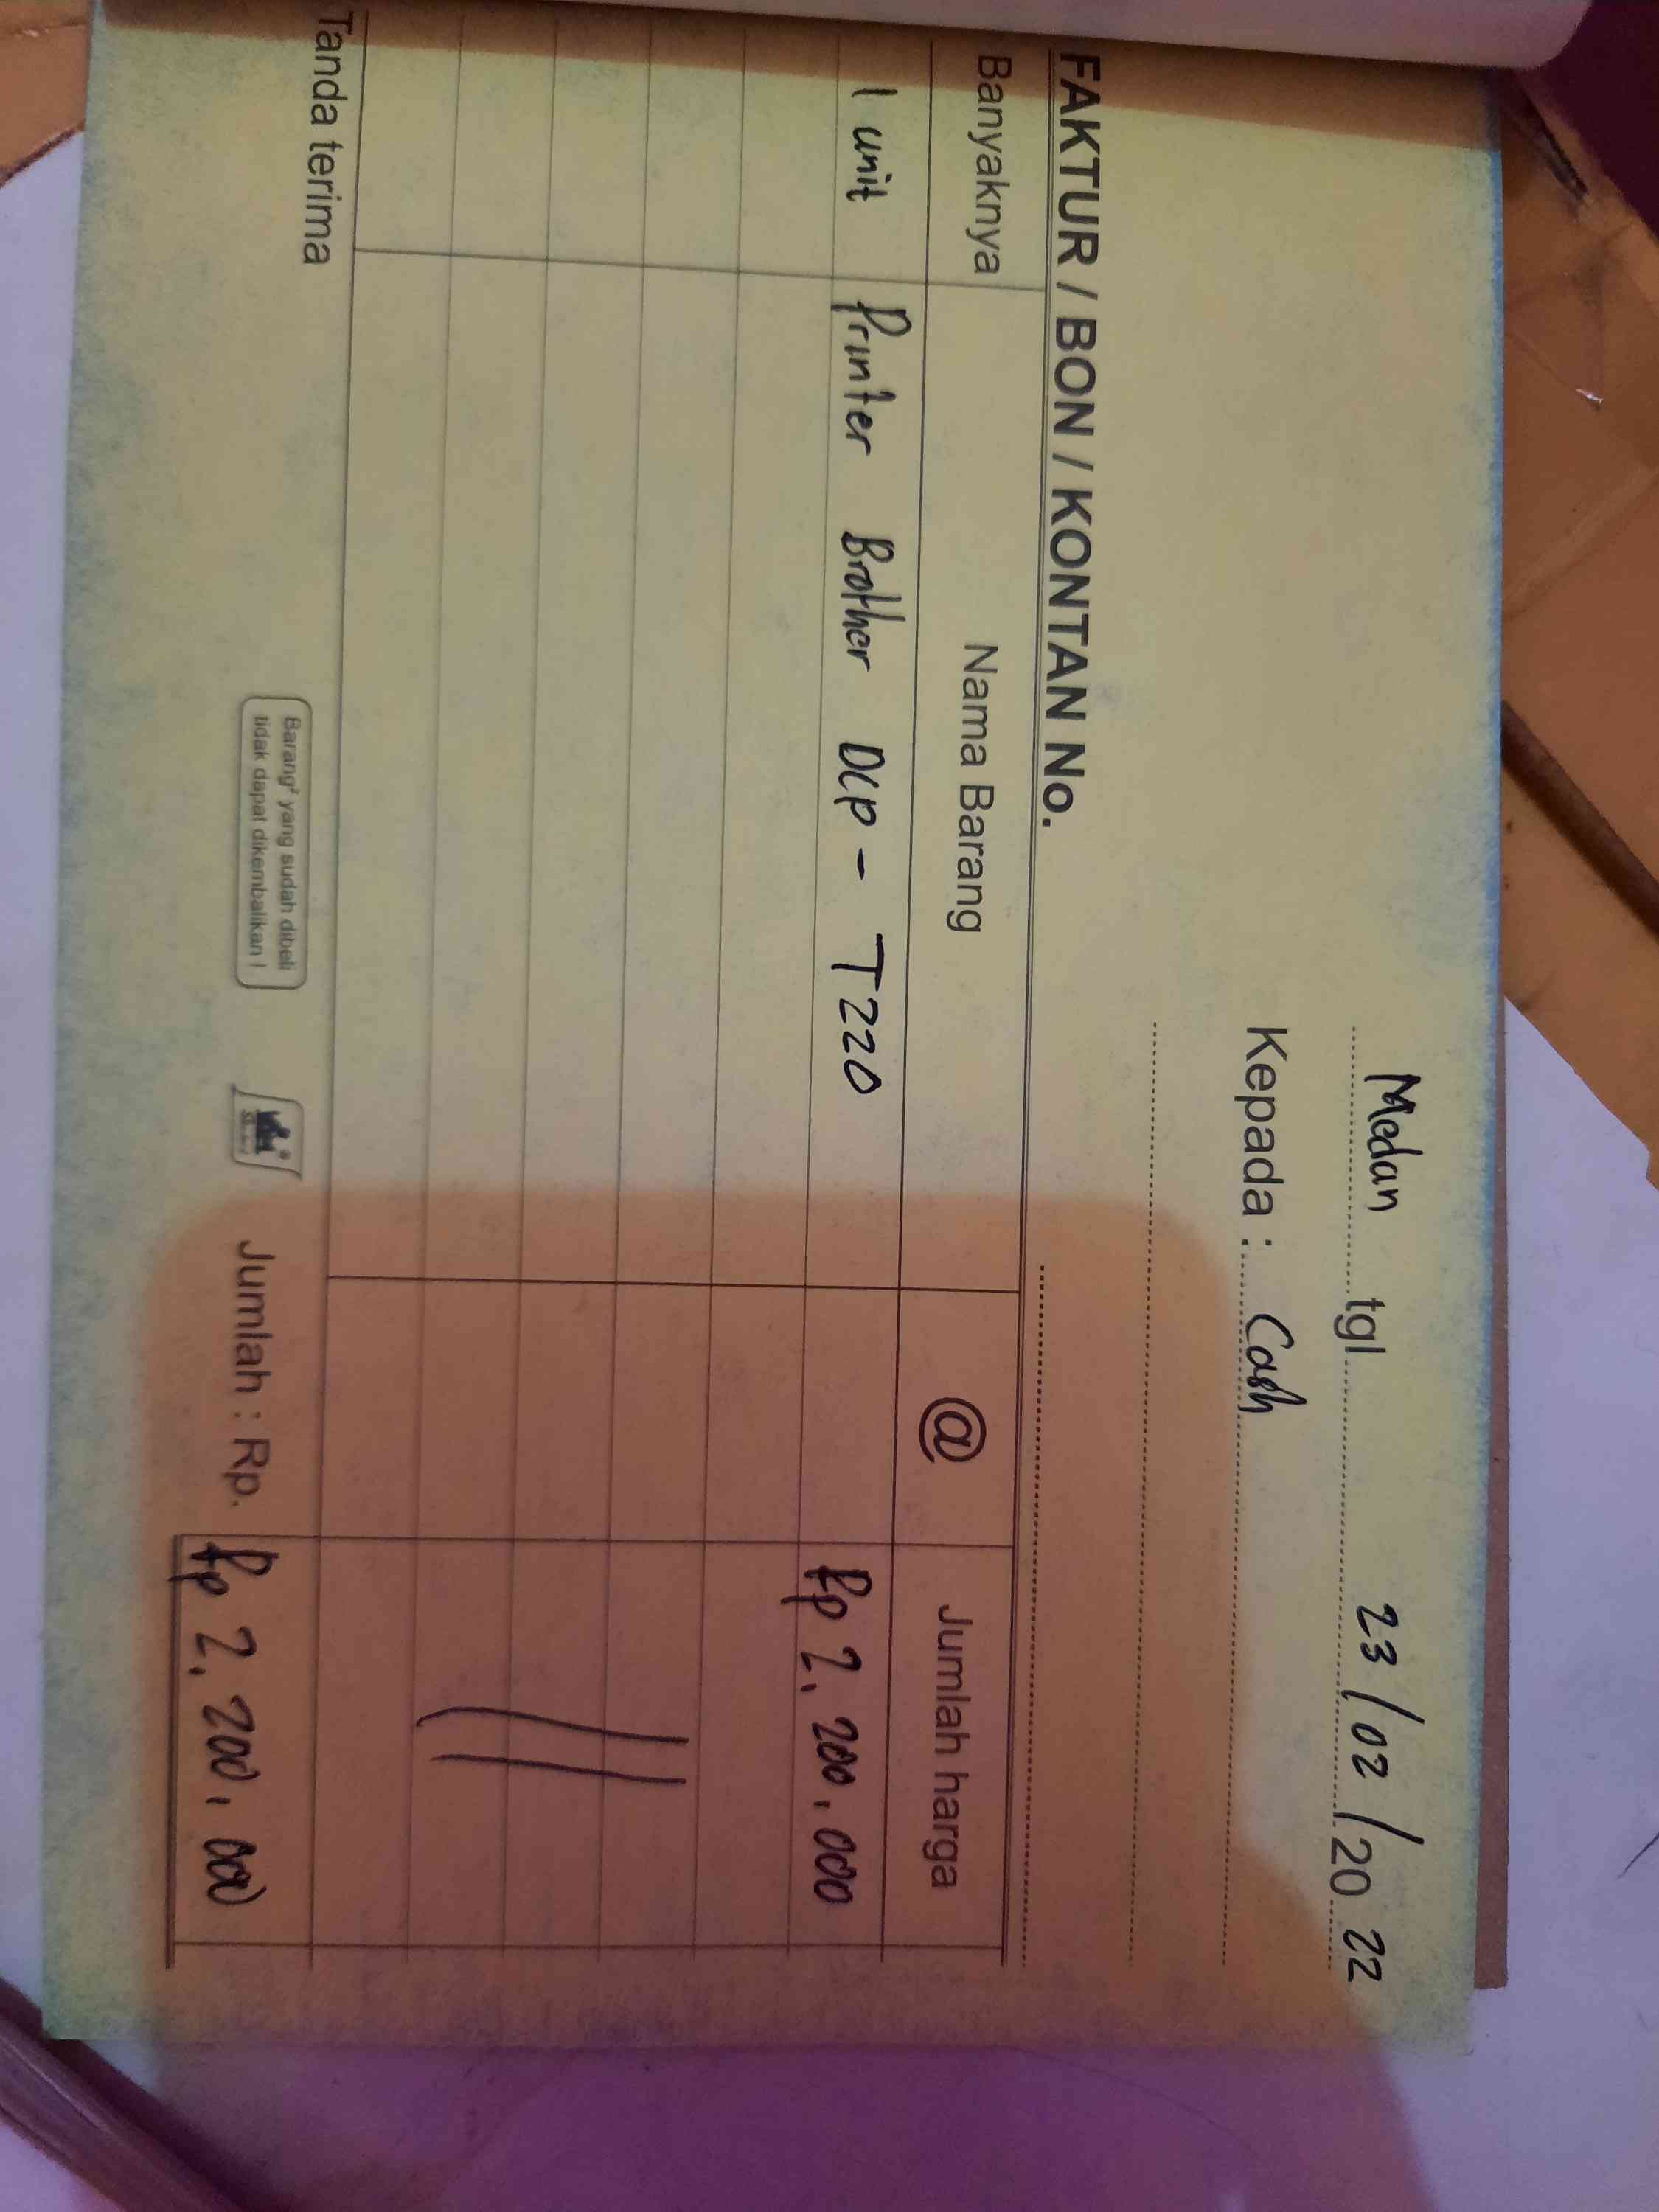 Medan tgl 23/02/2022
Kepada : Cash
FAKTUR / BON / KONTAN No.
Banyaknya Nama Barang @ Jumlah harga
1 unit Printer Brother DCP - T220 Rp 2.200.000
Tanda terima
Barang² yang sudah dibeli
tidak dapat dikembalikan !
Jumlah : Rp. Rp 2.200.000